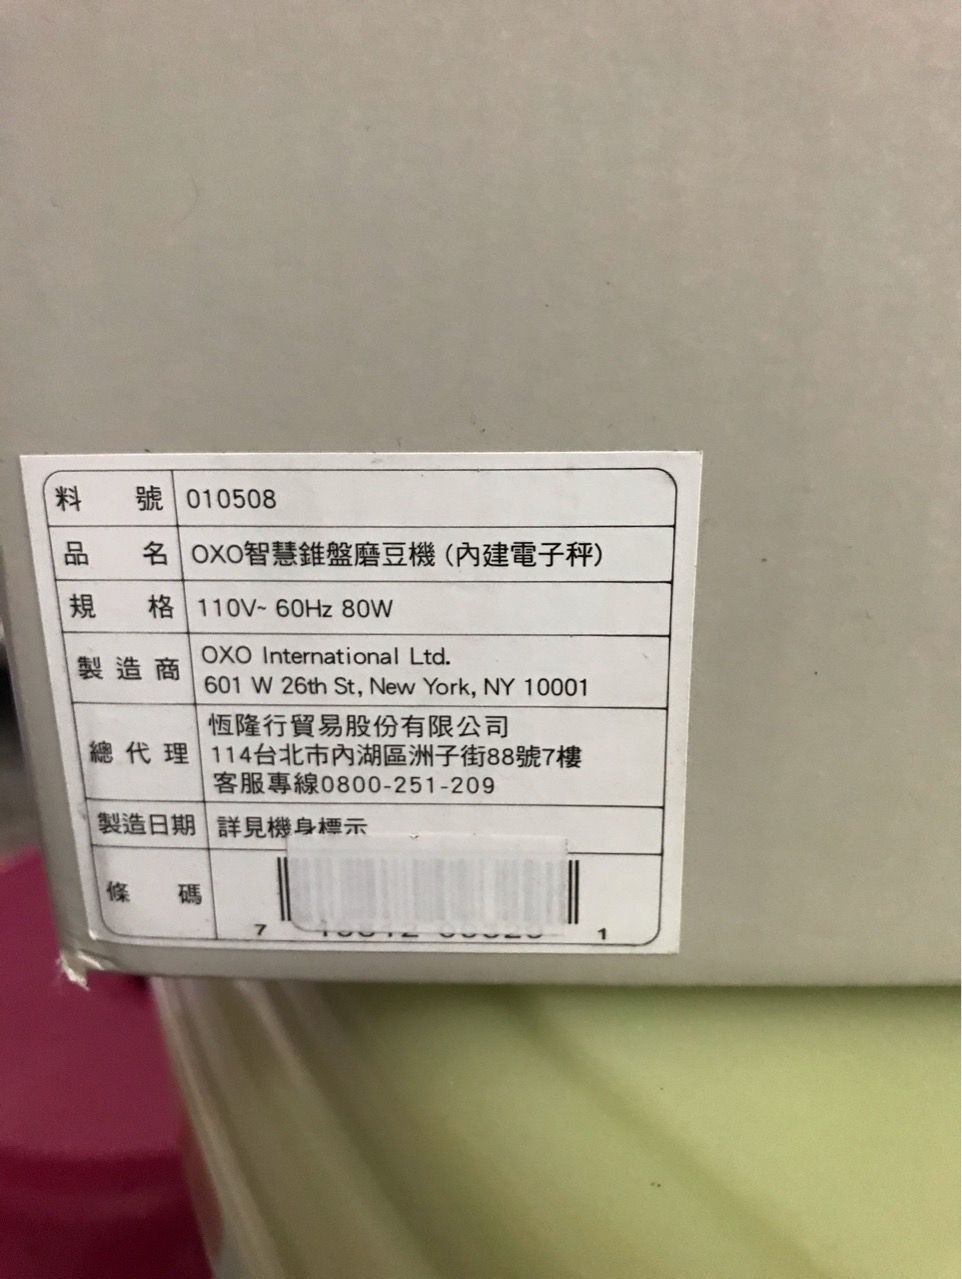 料 號 010508
品 名 OXO智慧錐盤磨豆機 (內建電子秤)
規 格 110V~ 60Hz 80W
製造商 OXO International Ltd.
601 W 26th St, New York, NY 10001
總代理 恆隆行貿易股份有限公司
114台北市內湖區洲子街88號7樓
客服專線0800-251-209
製造日期 詳見機身標示
條 碼
7 1